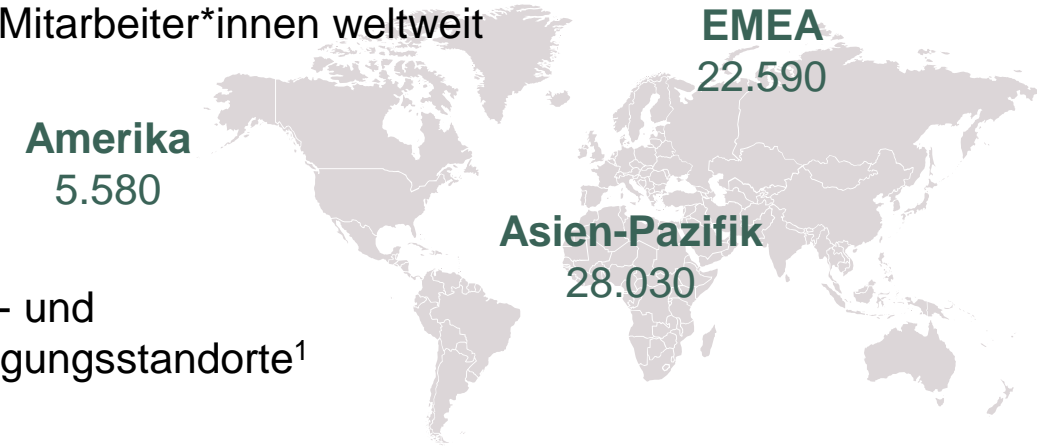 Mitarbeiter*innen weltweit
EMEA
22.590
Amerika
5.580
Asien-Pazifik
28.030
- und
gungsstandorte¹